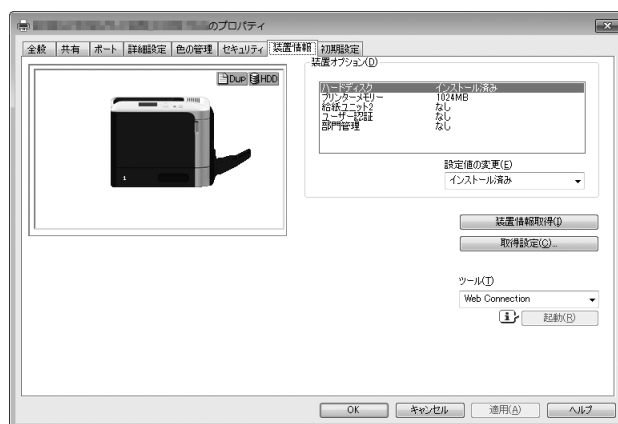 のプロパティ
全般 共有 ポート 詳細設定 色の管理 セキュリティ 装置情報 初期設定
装置オプション(D)
Dup HDD
ハードディスク インストール済み
プリンターメモリー 1024MB
給紙ユニット2 なし
ユーザー認証 なし
部門管理 なし
1
設定値の変更(E)
インストール済み
装置情報取得(I)
取得設定(G)...
ツール(T)
Web Connection
起動(R)
OK キャンセル 適用(A) ヘルプ